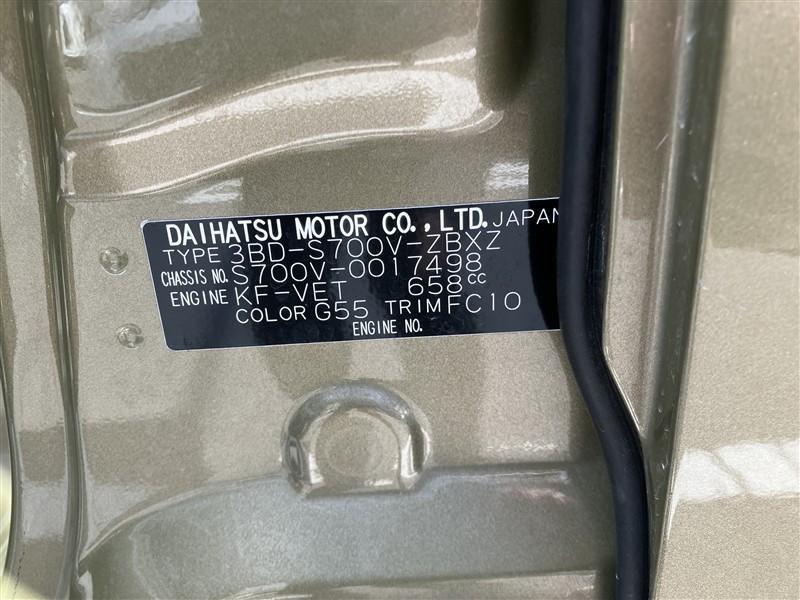 DAIHATSU MOTOR CO., LTD. JAPAN
TYPE 3BD-S700V-ZBXZ
CHASSIS NO. S700V-0017498
ENGINE KF-VET 658cc
COLOR G55 TRIM FC10
ENGINE NO.